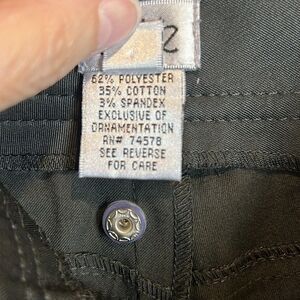 2
62% POLYESTER
35% COTTON
3% SPANDEX
EXCLUSIVE OF
ORNAMENTATION
RN# 74578
SEE REVERSE
FOR CARE